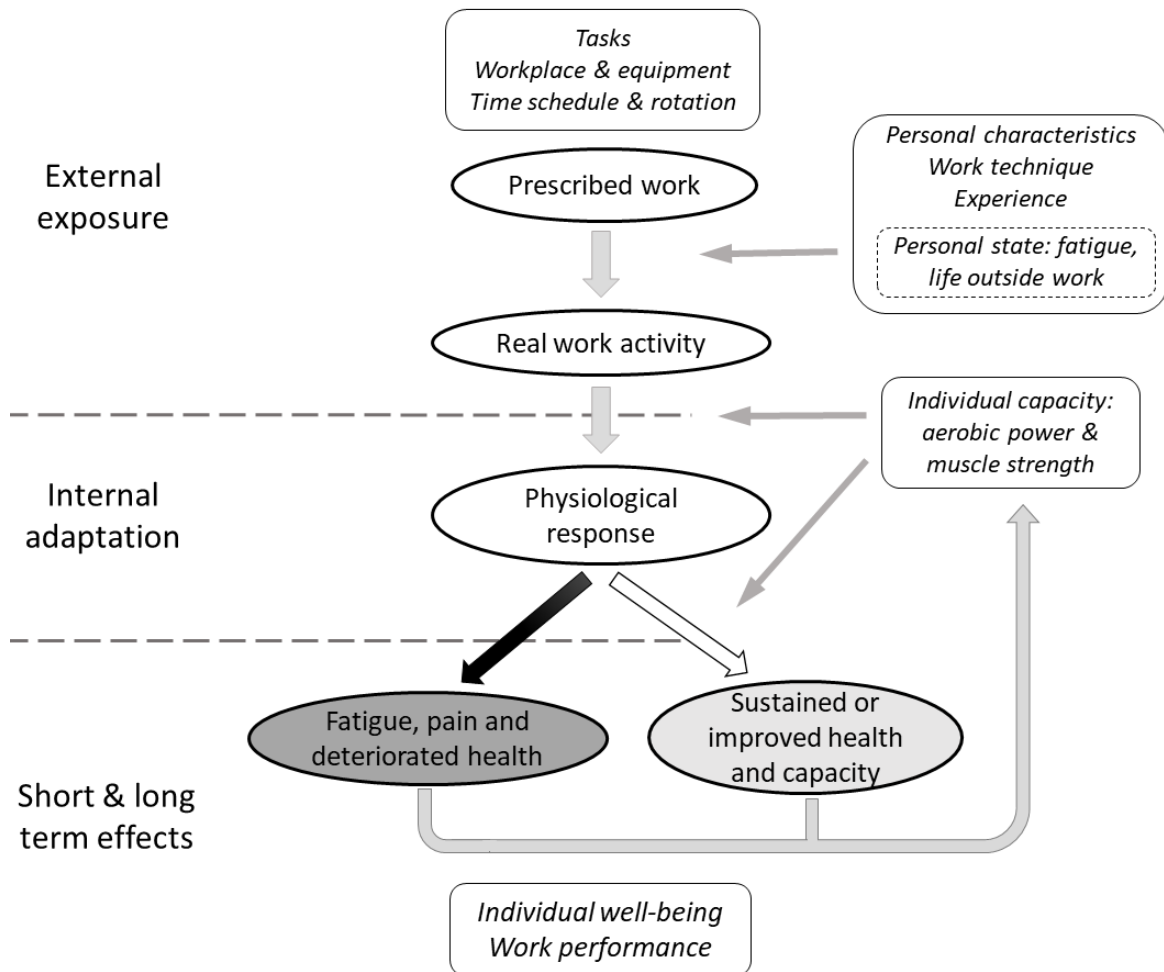 Tasks
Workplace & equipment
Time schedule & rotation
External
exposure
Prescribed work
Personal characteristics
Work technique
Experience
Personal state: fatigue,
life outside work
Real work activity
Individual capacity:
aerobic power &
muscle strength
Internal
adaptation
Physiological
response
Fatigue, pain and
deteriorated health
Sustained or
improved health
and capacity
Short & long
term effects
Individual well-being
Work performance